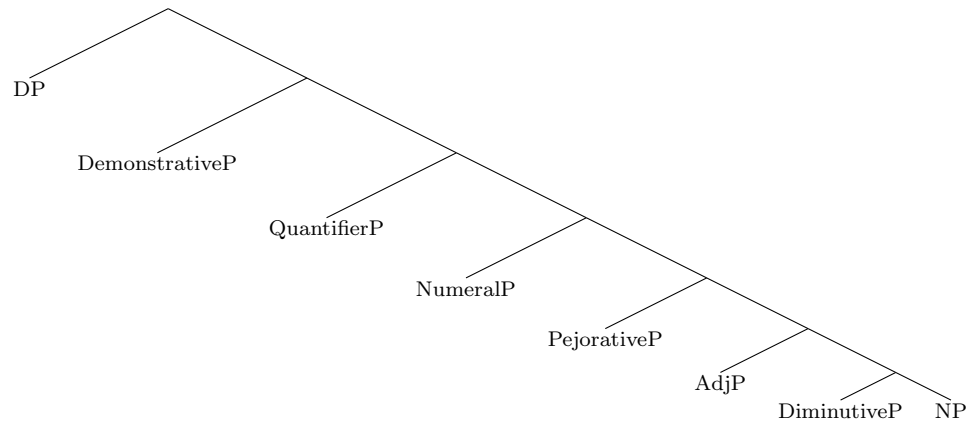 DP
DemonstrativeP
QuantifierP
NumeralP
PejorativeP
AdjP
DiminutiveP NP